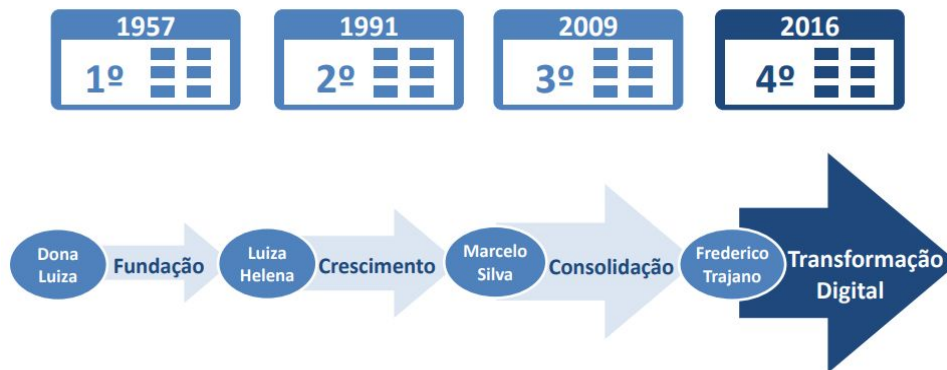 1957
1º
1991
2º
2009
3º
2016
4º
Dona
Luiza
Fundação
Luiza
Helena
Crescimento
Marcelo
Silva
Consolidação
Frederico
Trajano
Transformação
Digital